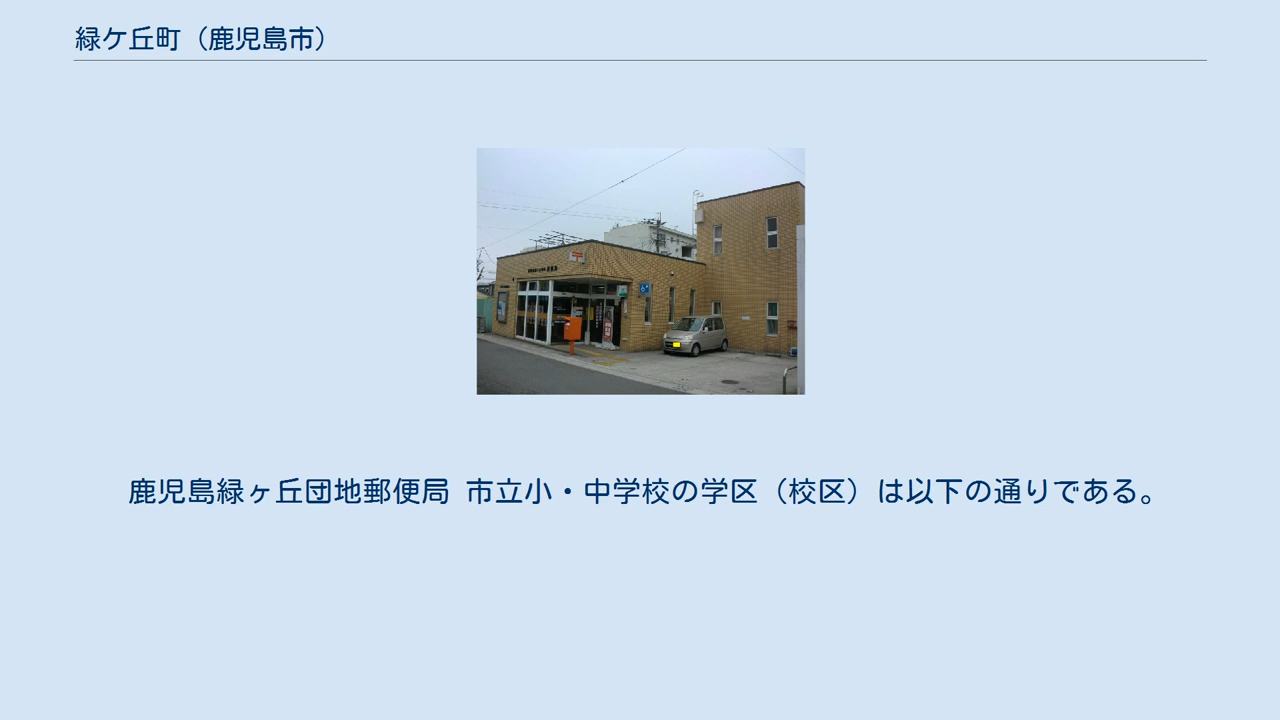 緑ケ丘町（鹿児島市）
鹿児島緑ヶ丘団地郵便局 市立小・中学校の学区（校区）は以下の通りである。